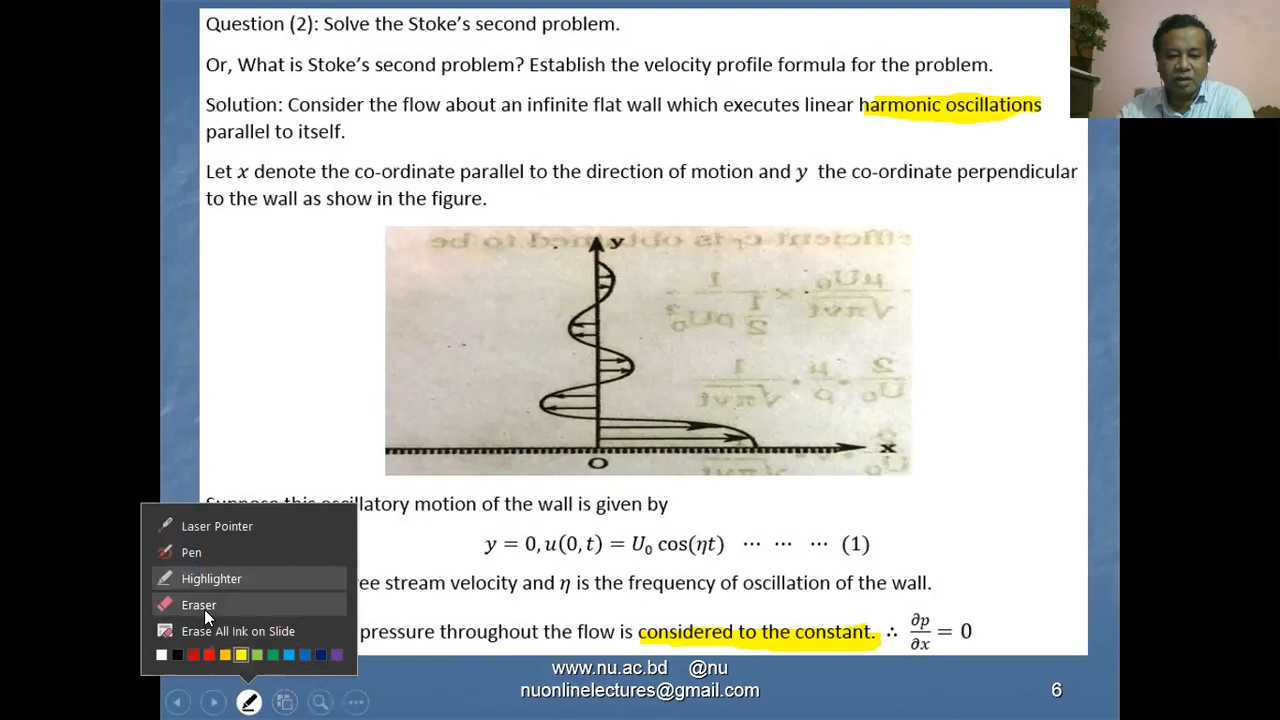 Question (2): Solve the Stoke’s second problem.
Or, What is Stoke’s second problem? Establish the velocity profile formula for the problem.
Solution: Consider the flow about an infinite flat wall which executes linear harmonic oscillations
parallel to itself.
Let x denote the co-ordinate parallel to the direction of motion and y the co-ordinate perpendicular
to the wall as show in the figure.
y
x
O
Suppose this oscillatory motion of the wall is given by
y = 0, u(0, t) = U₀ cos(ηt) ⋯ ⋯ ⋯ (1)
stream velocity and η is the frequency of oscillation of the wall.
pressure throughout the flow is considered to the constant. ∴ ∂p/∂x = 0
Laser Pointer
Pen
Highlighter
Eraser
Erase All Ink on Slide
www.nu.ac.bd @nu
nuonlinelectures@gmail.com
6